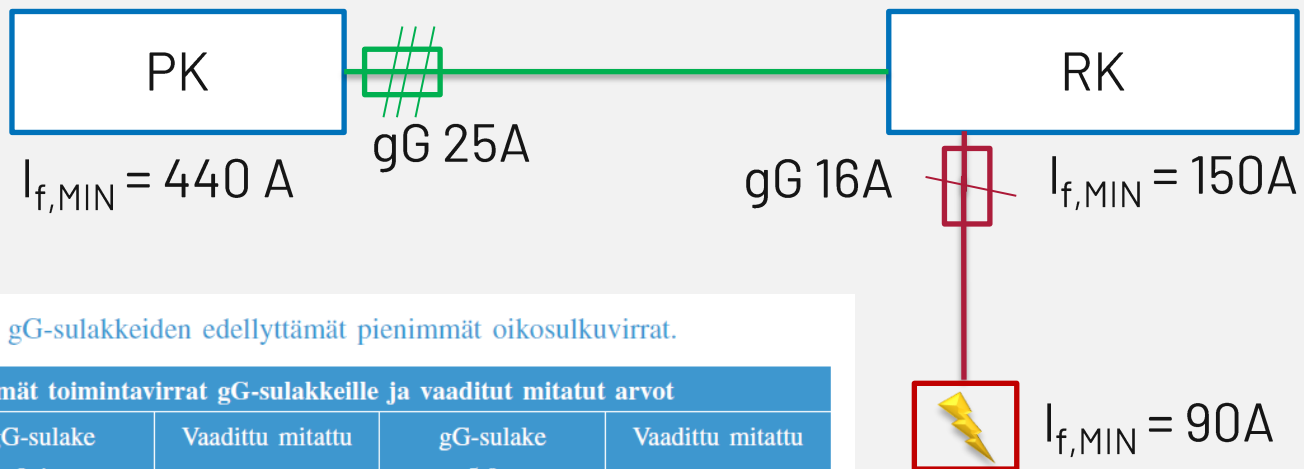 PK
RK
gG 25A
I_f,MIN = 440 A
gG 16A
I_f,MIN = 150A
gG-sulakkeiden edellyttämät pienimmät oikosulkuvirrat.
mät toimintavirrat gG-sulakkeille ja vaaditut mitatut arvot
G-sulake Vaadittu mitattu gG-sulake Vaadittu mitattu
I_f,MIN = 90A